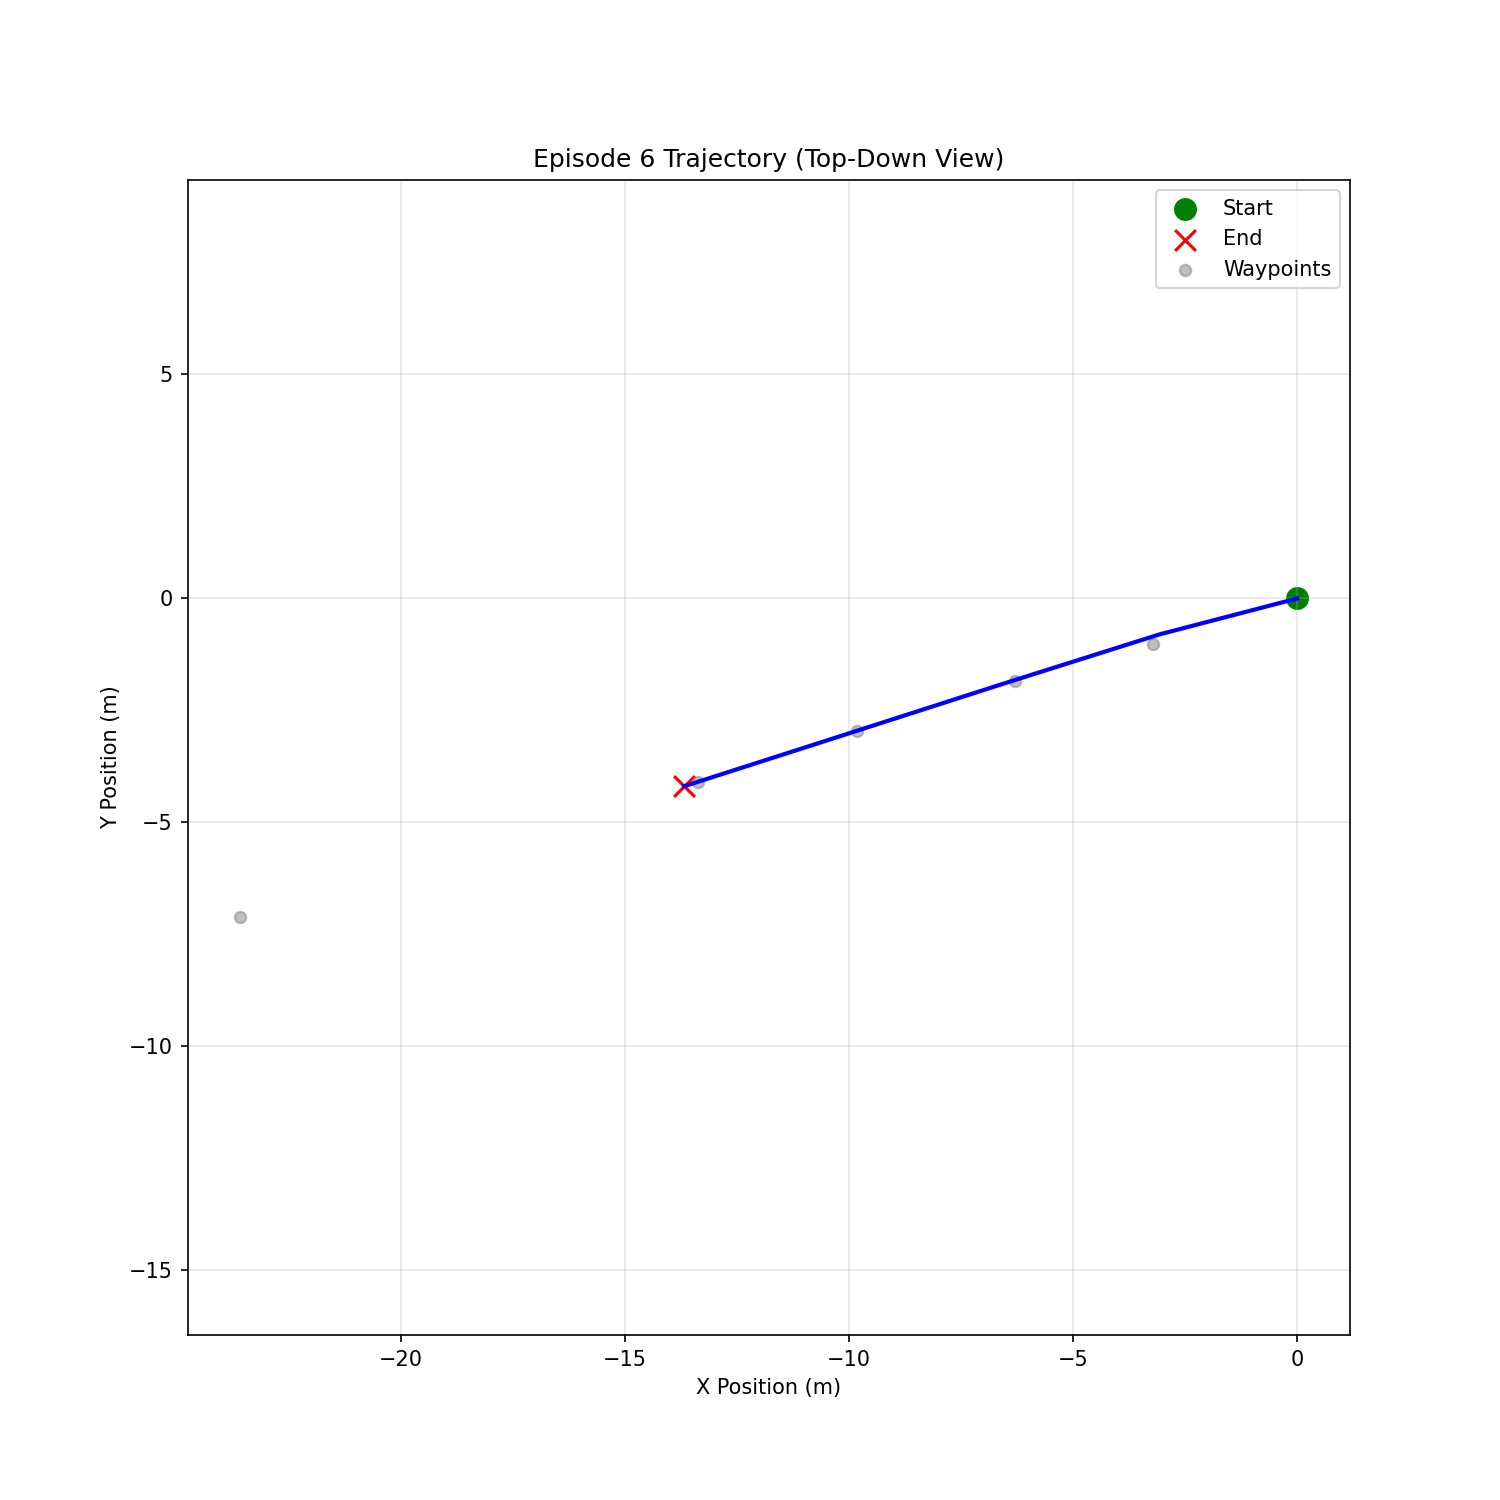 Episode 6 Trajectory (Top-Down View)
Start
End
Waypoints
5
0
−5
−10
−15
Y Position (m)
−20
−15
−10
−5
0
X Position (m)